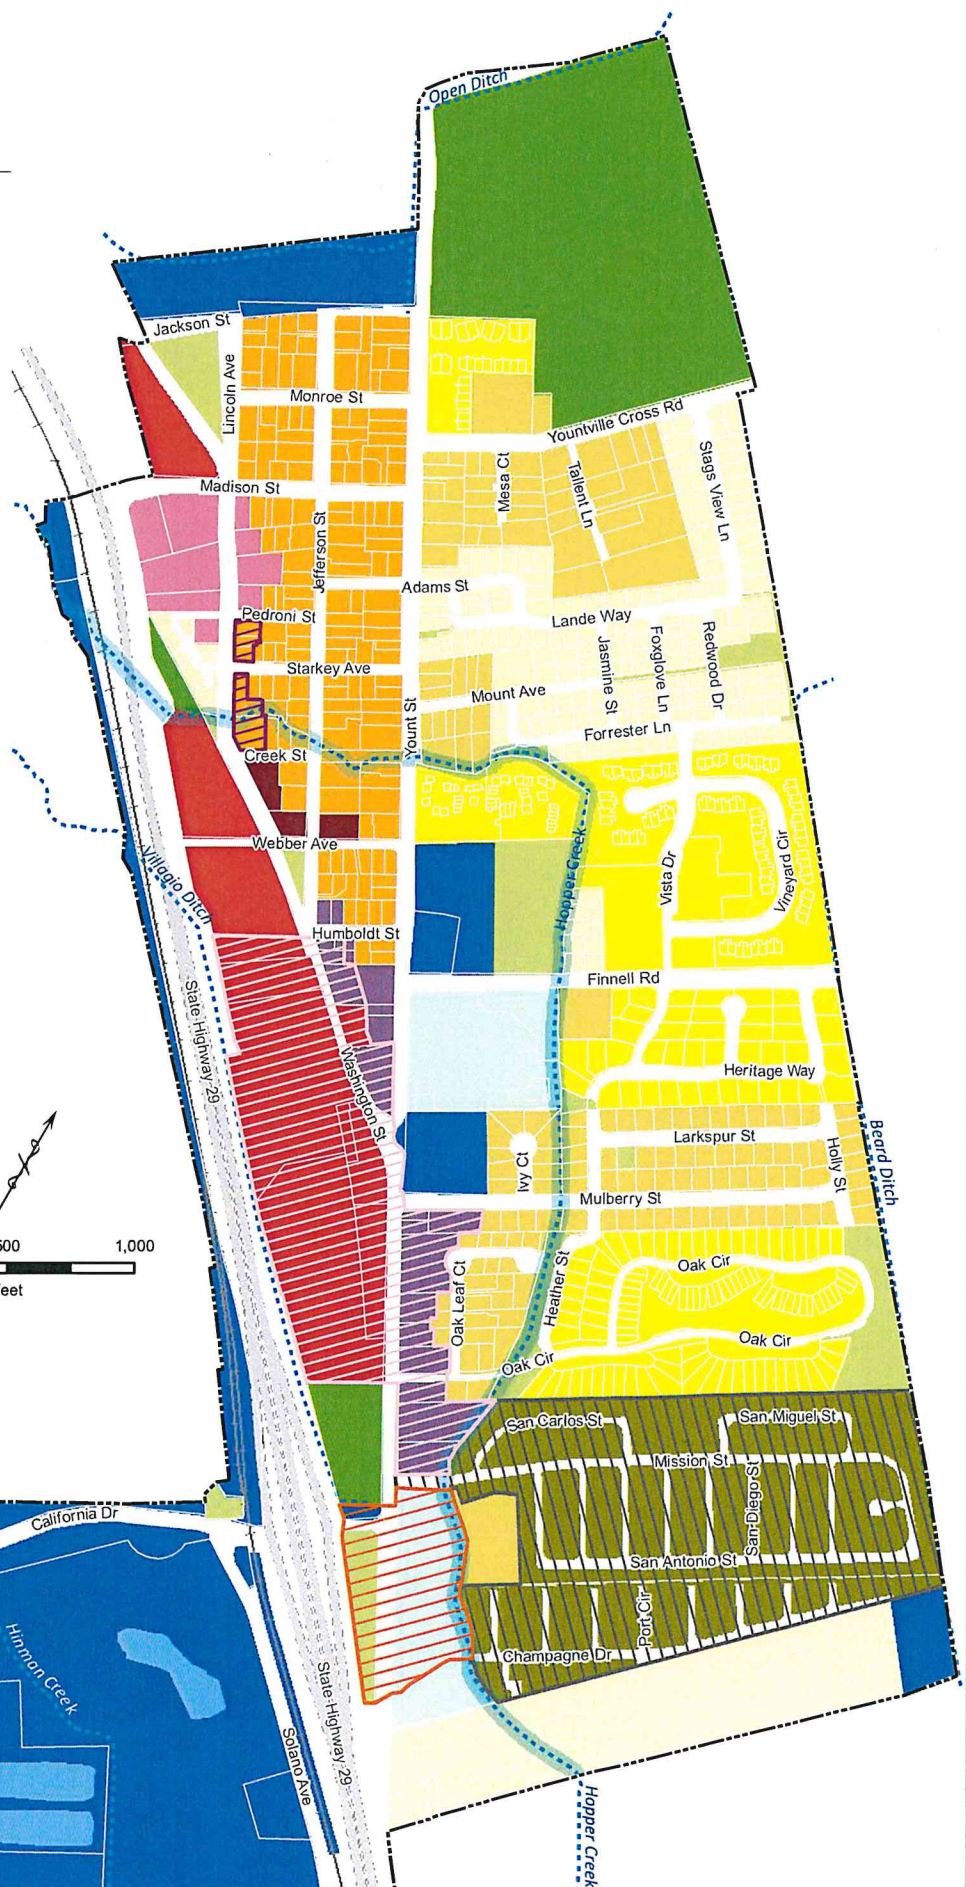 Open Ditch
Jackson St
Lincoln Ave
Monroe St
Yountville Cross Rd
Stags View Ln
Mesa Ct
Tallent Ln
Madison St
Jefferson St
Adams St
Pedroni St
Lande Way
Jasmine St
Foxglove Ln
Redwood Dr
Starkey Ave
Mount Ave
Yount St
Forrester Ln
Creek St
Webber Ave
Hopper Creek
Vista Dr
Vineyard Cir
Villagio Ditch
Humboldt St
Finnell Rd
State Highway 29
Washington St
Heritage Way
Larkspur St
Holly St
Beard Ditch
Ivy Ct
Mulberry St
1,000
Oak Leaf Ct
Heather St
Oak Cir
Oak Cir
Oak Cir
San Carlos St
San Miguel St
Mission St
San Diego St
California Dr
San Antonio St
Port Cir
Champagne Dr
Hinman Creek
State Highway 29
Solano Ave
Hopper Creek